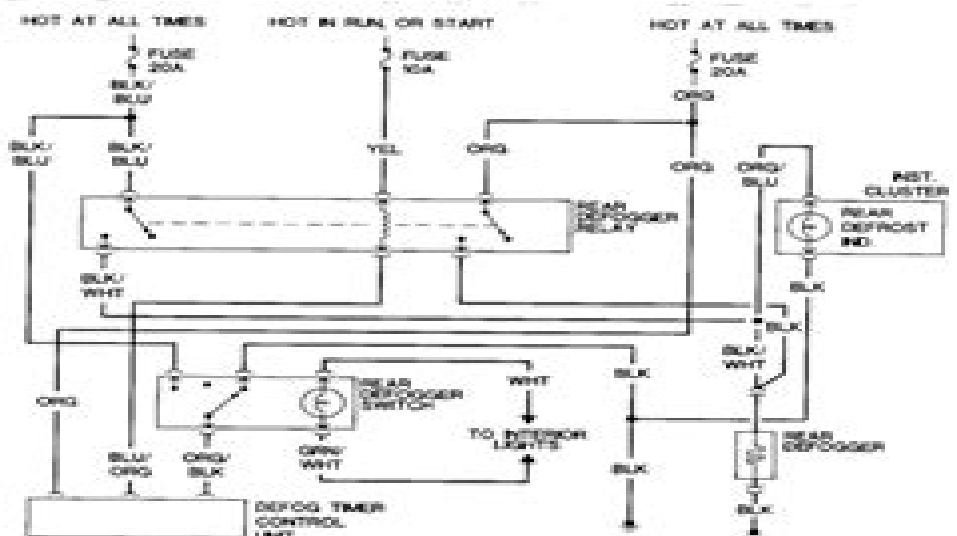 HOT AT ALL TIMES
HOT IN RUN OR START
HOT AT ALL TIMES
FUSE
20A
FUSE
10A
FUSE
20A
BLK/
BLU
ORG
BLK/
BLU
BLK/
BLU
YEL
ORG
ORG
ORG/
BLU
INST.
CLUSTER
REAR
DEFOGGER
RELAY
REAR
DEFROST
IND.
BLK/
WHT
BLK
BLK
BLK/
WHT
ORG
REAR
DEFOGGER
SWITCH
WHT
BLK
TO INTERIOR
LIGHTS
REAR
DEFOGGER
BLU/
ORG
ORG/
BLK
GRN/
WHT
BLK
BLK
DEFOG TIMER
CONTROL
UNIT